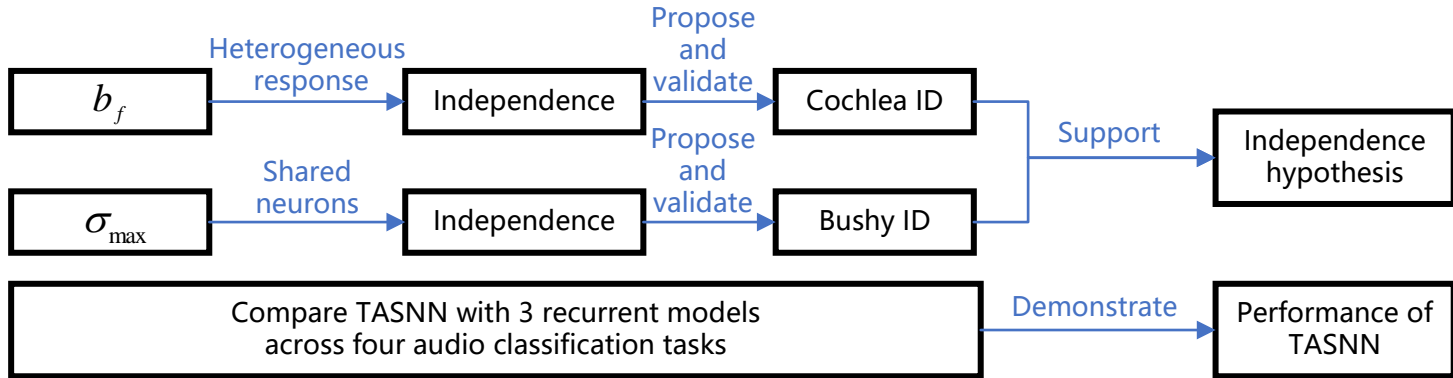 b_f
Heterogeneous
response
Independence
Propose
and
validate
Cochlea ID
σ_max
Shared
neurons
Independence
Propose
and
validate
Bushy ID
Support
Independence
hypothesis
Compare TASNN with 3 recurrent models
across four audio classification tasks
Demonstrate
Performance of
TASNN